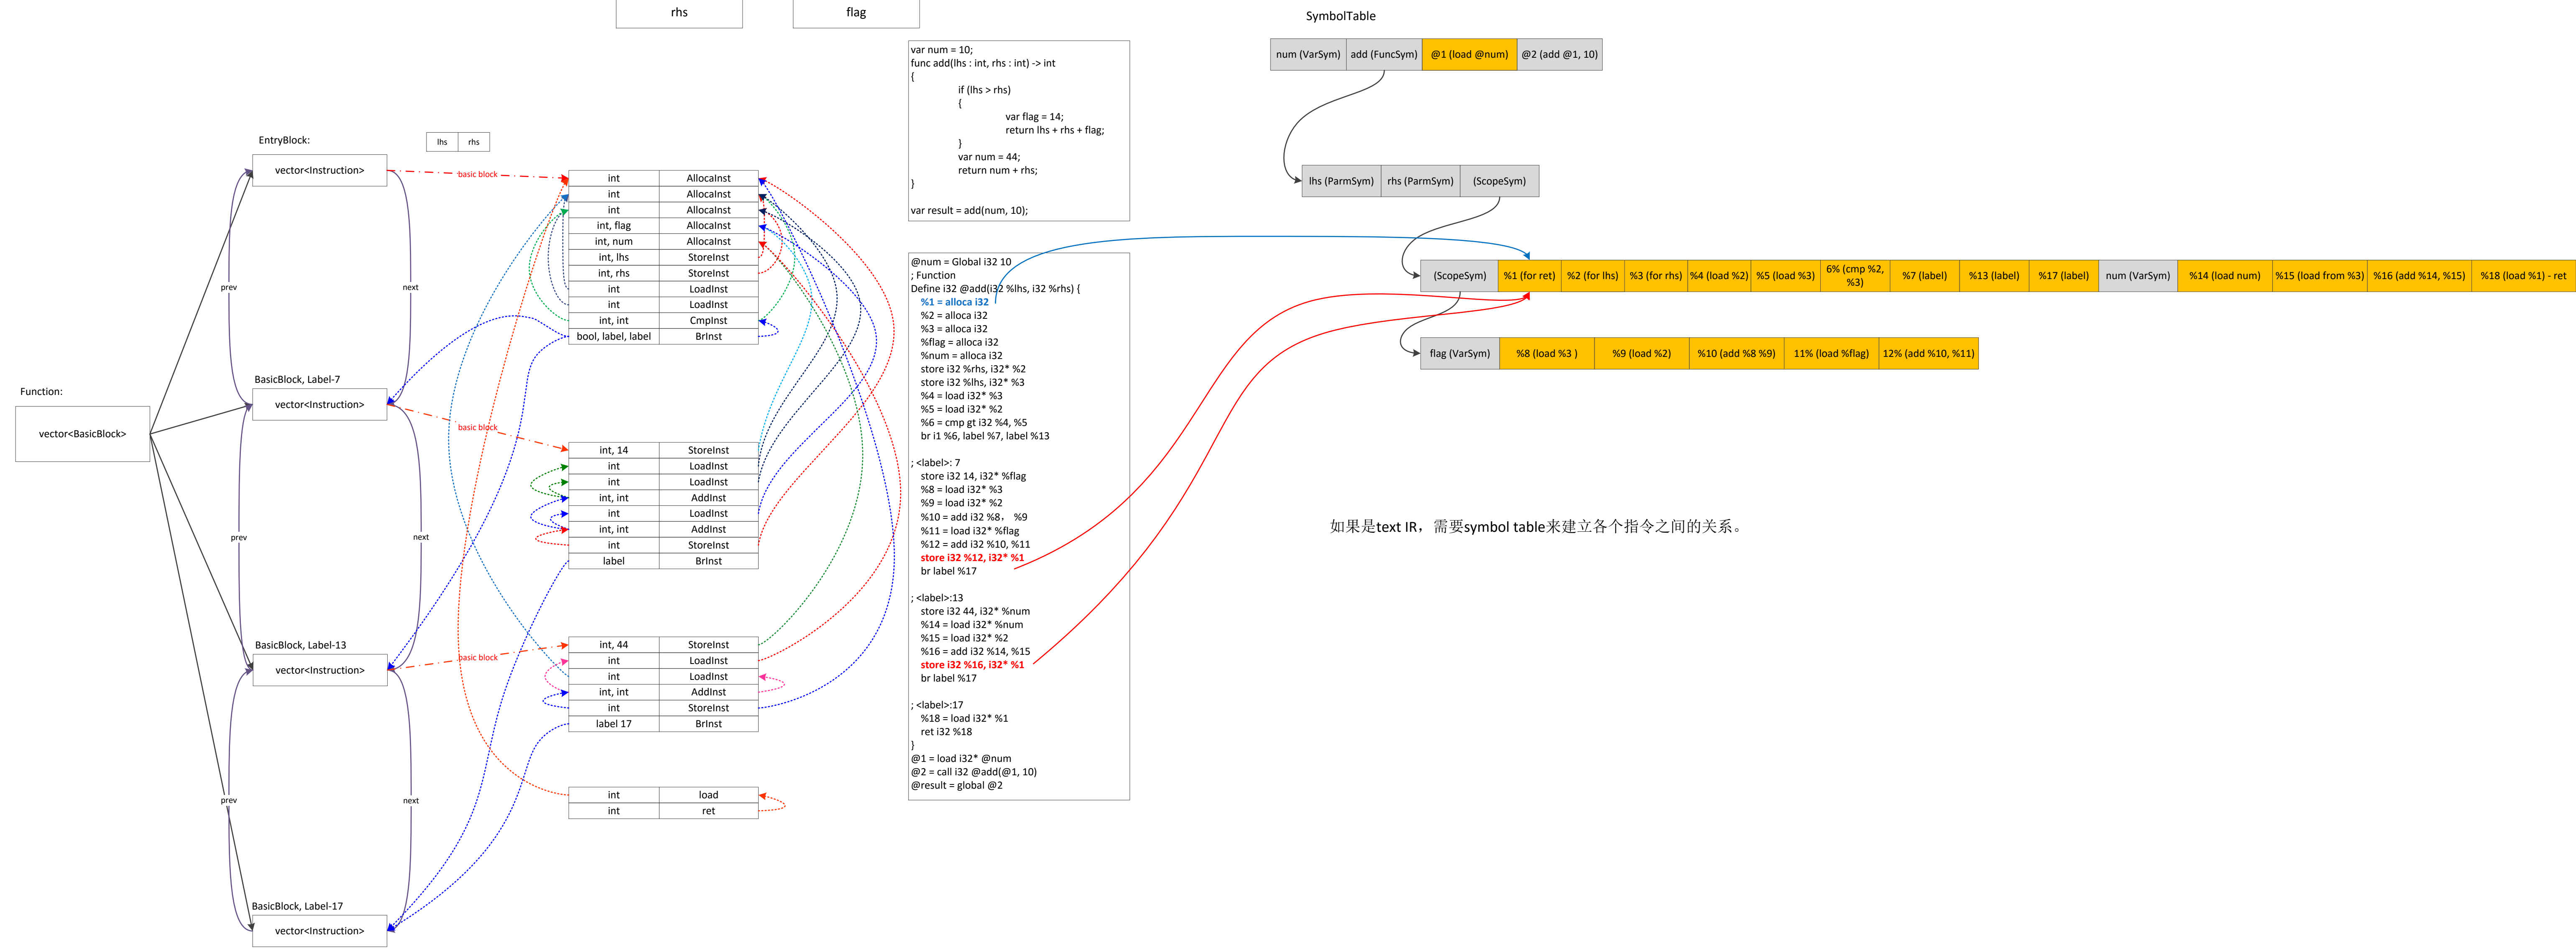 rhs
flag
SymbolTable
num (VarSym)
add (FuncSym)
@1 (load @num)
@2 (add @1, 10)
var num = 10;
func add(lhs : int, rhs : int) -> int
{
if (lhs > rhs)
{
var flag = 14;
return lhs + rhs + flag;
}
var num = 44;
return num + rhs;
}
var result = add(num, 10);
EntryBlock:
vector<Instruction>
lhs
rhs
basic block
int AllocaInst
int AllocaInst
int AllocaInst
int, flag AllocaInst
int, num AllocaInst
int, lhs StoreInst
int, rhs StoreInst
int LoadInst
int LoadInst
int, int CmpInst
bool, label, label BrInst
prev
next
lhs (ParmSym)
rhs (ParmSym)
(ScopeSym)
(ScopeSym)
%1 (for ret)
%2 (for lhs)
%3 (for rhs)
%4 (load %2)
%5 (load %3)
6% (cmp %2,
%3)
%7 (label)
%13 (label)
%17 (label)
num (VarSym)
%14 (load num)
%15 (load from %3)
%16 (add %14, %15)
%18 (load %1) - ret
flag (VarSym)
%8 (load %3 )
%9 (load %2)
%10 (add %8 %9)
11% (load %flag)
12% (add %10, %11)
@num = Global i32 10
; Function
Define i32 @add(i32 %lhs, i32 %rhs) {
%1 = alloca i32
%2 = alloca i32
%3 = alloca i32
%flag = alloca i32
%num = alloca i32
store i32 %rhs, i32* %2
store i32 %lhs, i32* %3
%4 = load i32* %3
%5 = load i32* %2
%6 = cmp gt i32 %4, %5
br i1 %6, label %7, label %13
; <label>: 7
store i32 14, i32* %flag
%8 = load i32* %3
%9 = load i32* %2
%10 = add i32 %8， %9
%11 = load i32* %flag
%12 = add i32 %10, %11
store i32 %12, i32* %1
br label %17
; <label>:13
store i32 44, i32* %num
%14 = load i32* %num
%15 = load i32* %2
%16 = add i32 %14, %15
store i32 %16, i32* %1
br label %17
; <label>:17
%18 = load i32* %1
ret i32 %18
}
@1 = load i32* @num
@2 = call i32 @add(@1, 10)
@result = global @2
如果是text IR，需要symbol table来建立各个指令之间的关系。
Function:
vector<BasicBlock>
BasicBlock, Label-7
vector<Instruction>
basic block
int, 14 StoreInst
int LoadInst
int LoadInst
int, int AddInst
int LoadInst
int, int AddInst
int StoreInst
label BrInst
prev
next
BasicBlock, Label-13
vector<Instruction>
basic block
int, 44 StoreInst
int LoadInst
int LoadInst
int, int AddInst
int StoreInst
label 17 BrInst
prev
next
int load
int ret
BasicBlock, Label-17
vector<Instruction>